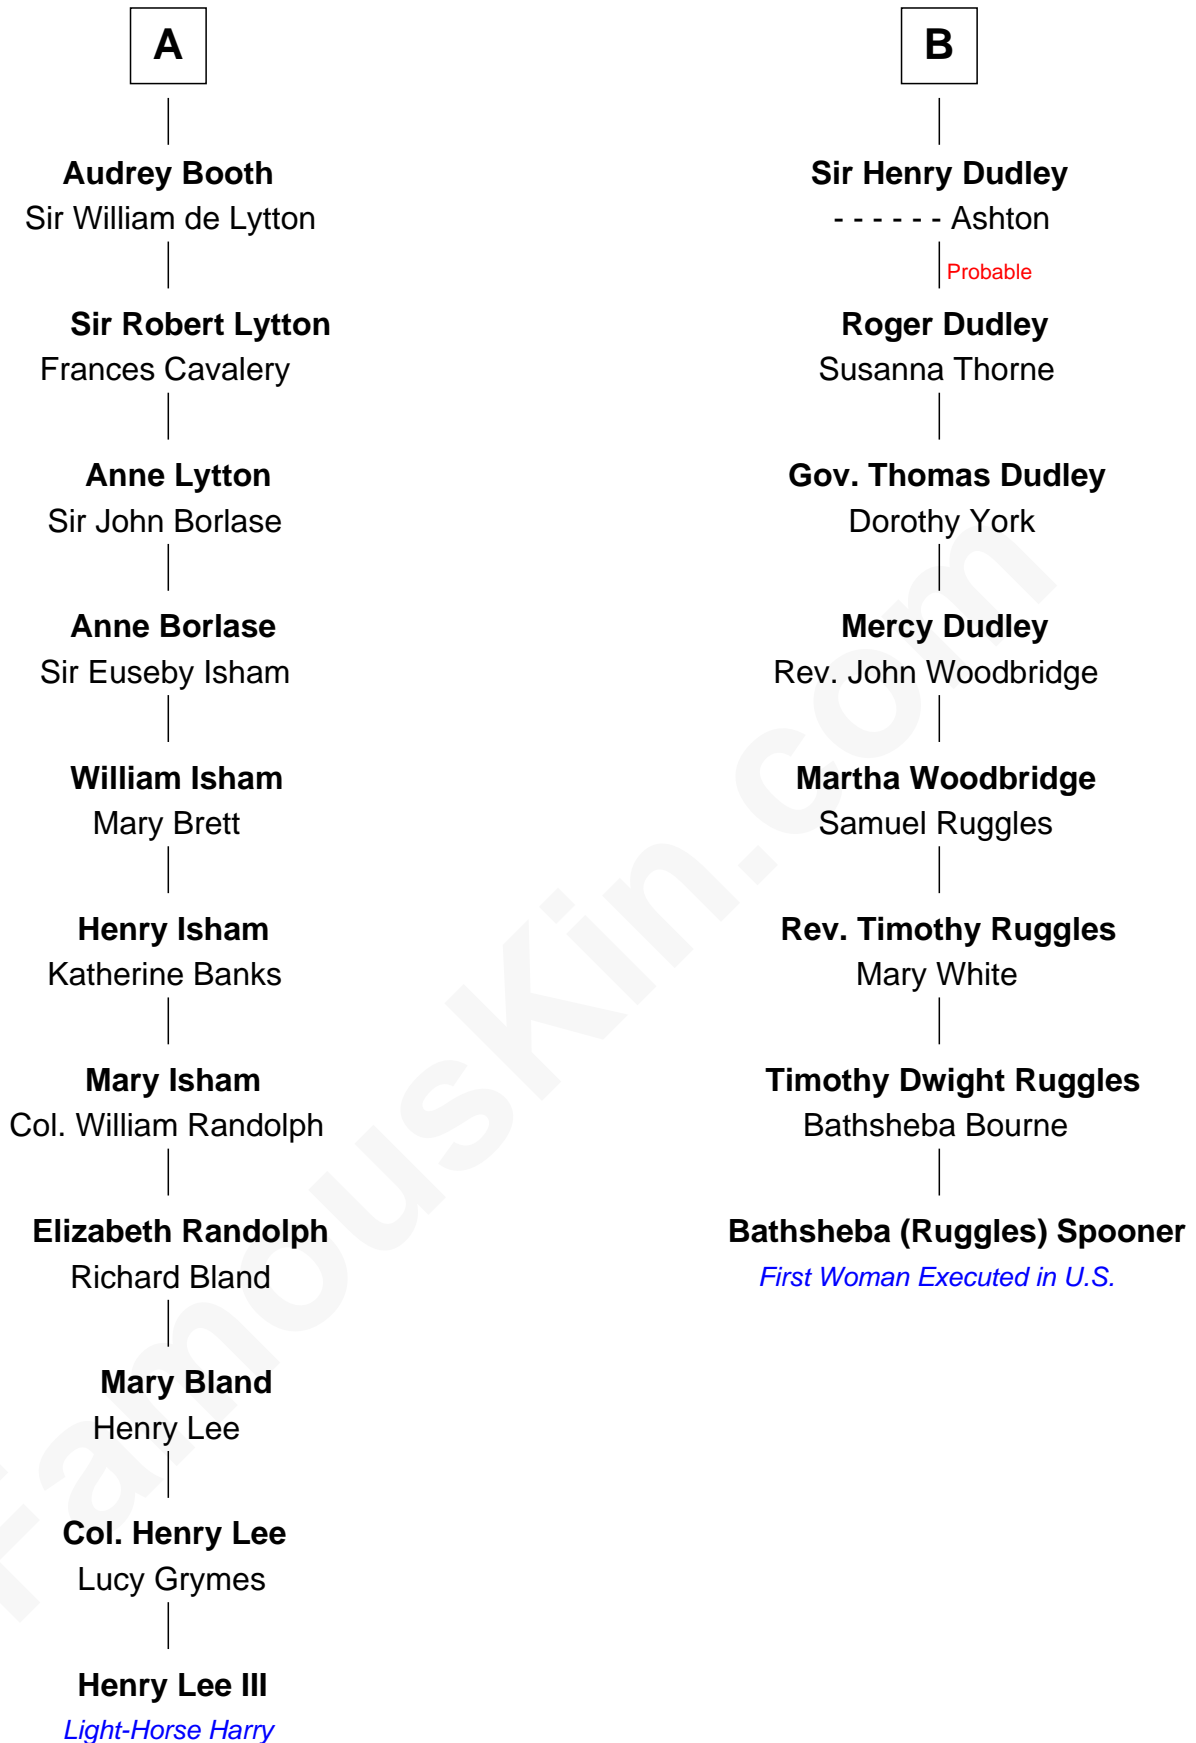 A
Audrey Booth
Sir William de Lytton
Sir Robert Lytton
Frances Cavalery
Anne Lytton
Sir John Borlase
Anne Borlase
Sir Euseby Isham
William Isham
Mary Brett
Henry Isham
Katherine Banks
Mary Isham
Col. William Randolph
Elizabeth Randolph
Richard Bland
Mary Bland
Henry Lee
Col. Henry Lee
Lucy Grymes
Henry Lee III
Light-Horse Harry
B
Sir Henry Dudley
- - - - - - Ashton
Probable
Roger Dudley
Susanna Thorne
Gov. Thomas Dudley
Dorothy York
Mercy Dudley
Rev. John Woodbridge
Martha Woodbridge
Samuel Ruggles
Rev. Timothy Ruggles
Mary White
Timothy Dwight Ruggles
Bathsheba Bourne
Bathsheba (Ruggles) Spooner
First Woman Executed in U.S.
FamousKin.com